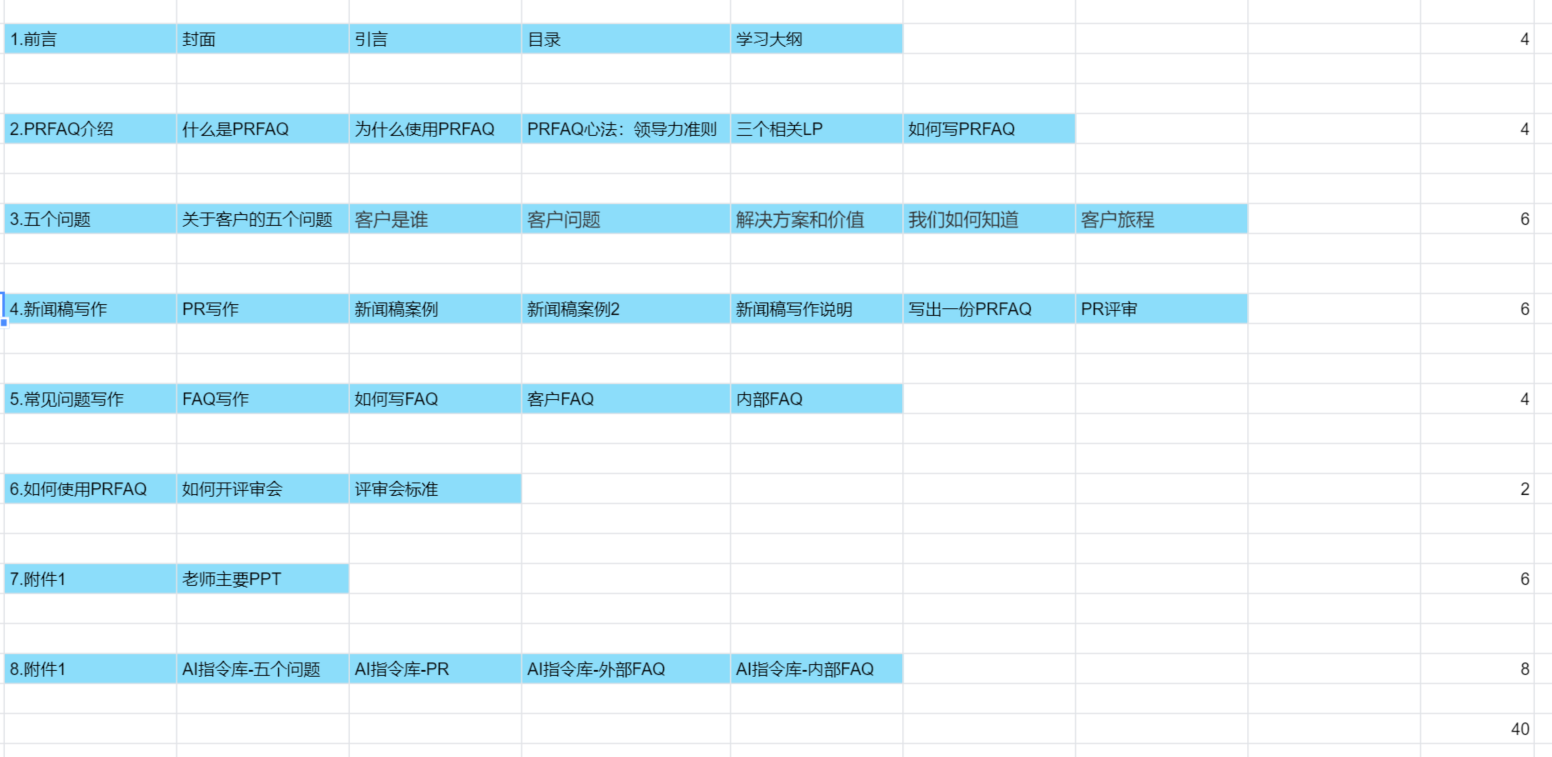 1.前言 封面 引言 目录 学习大纲 4
2.PRFAQ介绍 什么是PRFAQ 为什么使用PRFAQ PRFAQ心法：领导力准则 三个相关LP 如何写PRFAQ 4
3.五个问题 关于客户的五个问题 客户是谁 客户问题 解决方案和价值 我们如何知道 客户旅程 6
4.新闻稿写作 PR写作 新闻稿案例 新闻稿案例2 新闻稿写作说明 写出一份PRFAQ PR评审 6
5.常见问题写作 FAQ写作 如何写FAQ 客户FAQ 内部FAQ 4
6.如何使用PRFAQ 如何开评审会 评审会标准 2
7.附件1 老师主要PPT 6
8.附件1 AI指令库-五个问题 AI指令库-PR AI指令库-外部FAQ AI指令库-内部FAQ 8
40